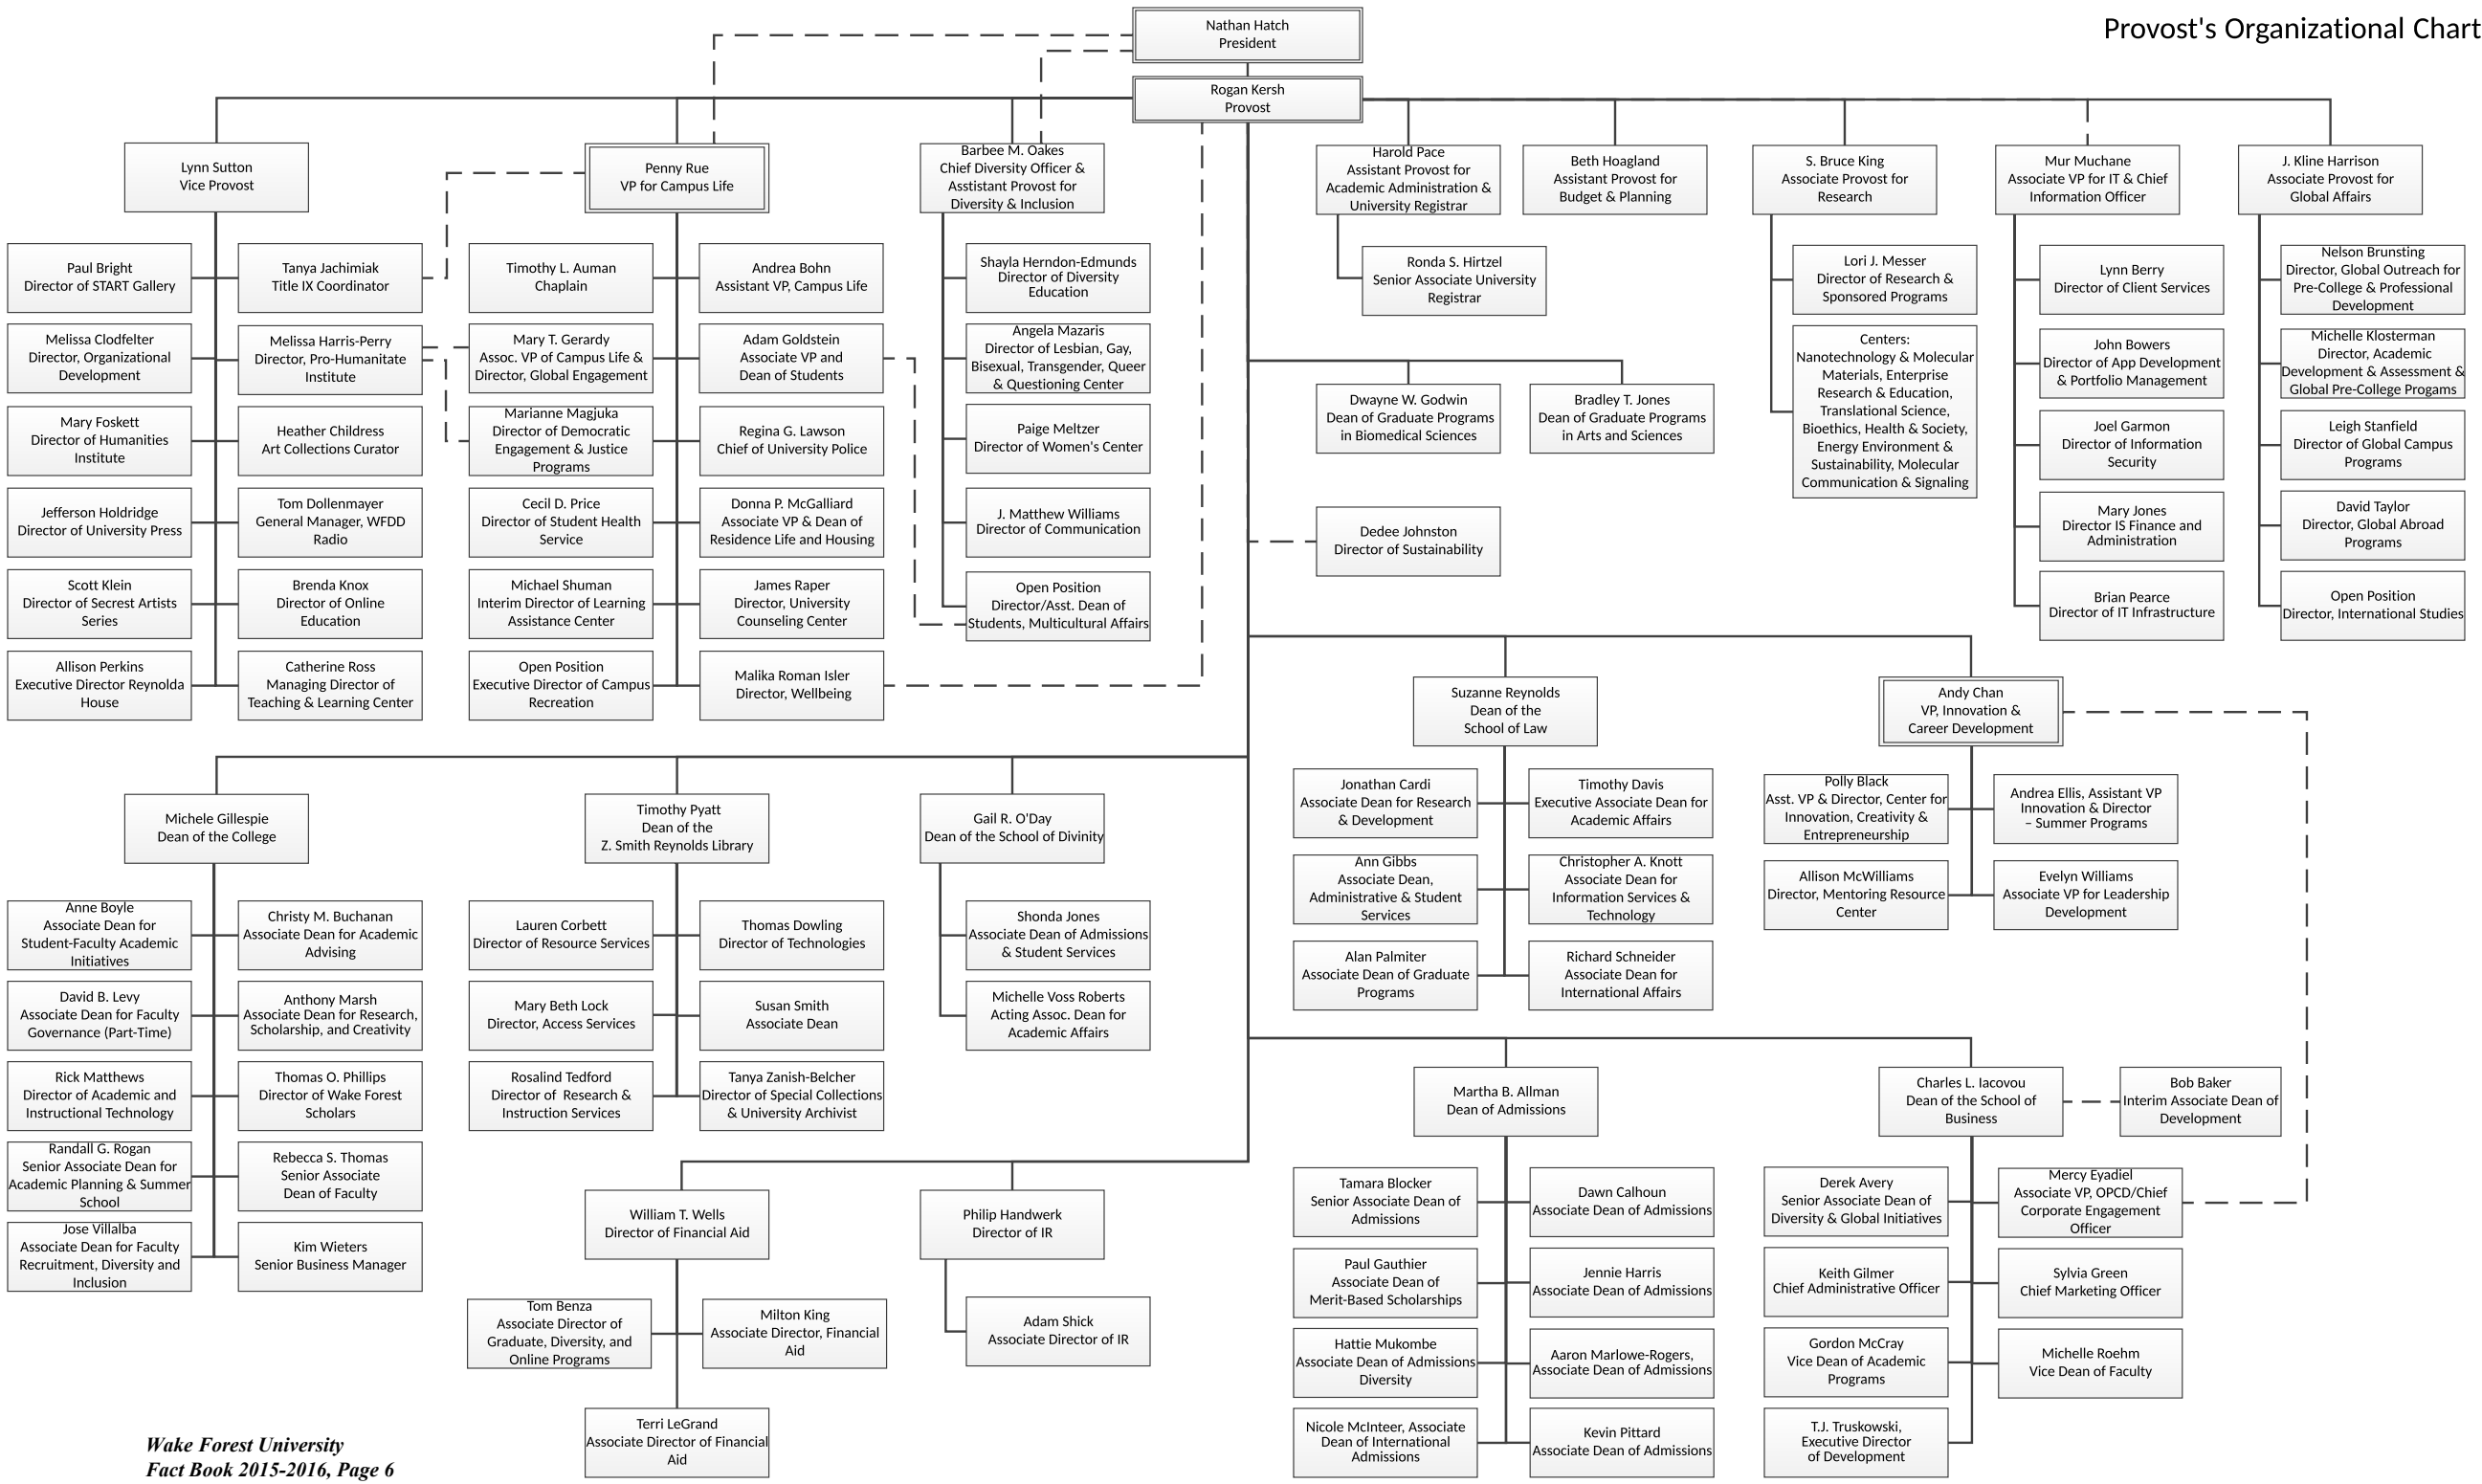 Provost's Organizational Chart
Nathan Hatch
President
Rogan Kersh
Provost
Lynn Sutton
Vice Provost
Penny Rue
VP for Campus Life
Barbee M. Oakes
Chief Diversity Officer &
Asstistant Provost for
Diversity & Inclusion
Harold Pace
Assistant Provost for
Academic Administration &
University Registrar
Beth Hoagland
Assistant Provost for
Budget & Planning
S. Bruce King
Associate Provost for
Research
Mur Muchane
Associate VP for IT & Chief
Information Officer
J. Kline Harrison
Associate Provost for
Global Affairs
Paul Bright
Director of START Gallery
Tanya Jachimiak
Title IX Coordinator
Melissa Clodfelter
Director, Organizational
Development
Melissa Harris-Perry
Director, Pro-Humanitate
Institute
Mary Foskett
Director of Humanities
Institute
Heather Childress
Art Collections Curator
Jefferson Holdridge
Director of University Press
Tom Dollenmayer
General Manager, WFDD
Radio
Scott Klein
Director of Secrest Artists
Series
Brenda Knox
Director of Online
Education
Allison Perkins
Executive Director Reynolda
House
Catherine Ross
Managing Director of
Teaching & Learning Center
Timothy L. Auman
Chaplain
Andrea Bohn
Assistant VP, Campus Life
Mary T. Gerardy
Assoc. VP of Campus Life &
Director, Global Engagement
Adam Goldstein
Associate VP and
Dean of Students
Marianne Magjuka
Director of Democratic
Engagement & Justice
Programs
Regina G. Lawson
Chief of University Police
Cecil D. Price
Director of Student Health
Service
Donna P. McGalliard
Associate VP & Dean of
Residence Life and Housing
Michael Shuman
Interim Director of Learning
Assistance Center
James Raper
Director, University
Counseling Center
Open Position
Executive Director of Campus
Recreation
Malika Roman Isler
Director, Wellbeing
Shayla Herndon-Edmunds
Director of Diversity
Education
Angela Mazaris
Director of Lesbian, Gay,
Bisexual, Transgender, Queer
& Questioning Center
Paige Meltzer
Director of Women's Center
J. Matthew Williams
Director of Communication
Open Position
Director/Asst. Dean of
Students, Multicultural Affairs
Ronda S. Hirtzel
Senior Associate University
Registrar
Dwayne W. Godwin
Dean of Graduate Programs
in Biomedical Sciences
Bradley T. Jones
Dean of Graduate Programs
in Arts and Sciences
Dedee Johnston
Director of Sustainability
Lori J. Messer
Director of Research &
Sponsored Programs
Centers:
Nanotechnology & Molecular
Materials, Enterprise
Research & Education,
Translational Science,
Bioethics, Health & Society,
Energy Environment &
Sustainability, Molecular
Communication & Signaling
Lynn Berry
Director of Client Services
John Bowers
Director of App Development
& Portfolio Management
Joel Garmon
Director of Information
Security
Mary Jones
Director IS Finance and
Administration
Brian Pearce
Director of IT Infrastructure
Nelson Brunsting
Director, Global Outreach for
Pre-College & Professional
Development
Michelle Klosterman
Director, Academic
Development & Assessment &
Global Pre-College Progams
Leigh Stanfield
Director of Global Campus
Programs
David Taylor
Director, Global Abroad
Programs
Open Position
Director, International Studies
Suzanne Reynolds
Dean of the
School of Law
Andy Chan
VP, Innovation &
Career Development
Jonathan Cardi
Associate Dean for Research
& Development
Timothy Davis
Executive Associate Dean for
Academic Affairs
Ann Gibbs
Associate Dean,
Administrative & Student
Services
Christopher A. Knott
Associate Dean for
Information Services &
Technology
Alan Palmiter
Associate Dean of Graduate
Programs
Richard Schneider
Associate Dean for
International Affairs
Polly Black
Asst. VP & Director, Center for
Innovation, Creativity &
Entrepreneurship
Andrea Ellis, Assistant VP
Innovation & Director
– Summer Programs
Allison McWilliams
Director, Mentoring Resource
Center
Evelyn Williams
Associate VP for Leadership
Development
Michele Gillespie
Dean of the College
Timothy Pyatt
Dean of the
Z. Smith Reynolds Library
Gail R. O'Day
Dean of the School of Divinity
Anne Boyle
Associate Dean for
Student-Faculty Academic
Initiatives
Christy M. Buchanan
Associate Dean for Academic
Advising
David B. Levy
Associate Dean for Faculty
Governance (Part-Time)
Anthony Marsh
Associate Dean for Research,
Scholarship, and Creativity
Rick Matthews
Director of Academic and
Instructional Technology
Thomas O. Phillips
Director of Wake Forest
Scholars
Randall G. Rogan
Senior Associate Dean for
Academic Planning & Summer
School
Rebecca S. Thomas
Senior Associate
Dean of Faculty
Jose Villalba
Associate Dean for Faculty
Recruitment, Diversity and
Inclusion
Kim Wieters
Senior Business Manager
Lauren Corbett
Director of Resource Services
Thomas Dowling
Director of Technologies
Mary Beth Lock
Director, Access Services
Susan Smith
Associate Dean
Rosalind Tedford
Director of  Research &
Instruction Services
Tanya Zanish-Belcher
Director of Special Collections
& University Archivist
Shonda Jones
Associate Dean of Admissions
& Student Services
Michelle Voss Roberts
Acting Assoc. Dean for
Academic Affairs
William T. Wells
Director of Financial Aid
Philip Handwerk
Director of IR
Tom Benza
Associate Director of
Graduate, Diversity, and
Online Programs
Milton King
Associate Director, Financial
Aid
Terri LeGrand
Associate Director of Financial
Aid
Adam Shick
Associate Director of IR
Martha B. Allman
Dean of Admissions
Charles L. Iacovou
Dean of the School of
Business
Bob Baker
Interim Associate Dean of
Development
Tamara Blocker
Senior Associate Dean of
Admissions
Dawn Calhoun
Associate Dean of Admissions
Paul Gauthier
Associate Dean of
Merit-Based Scholarships
Jennie Harris
Associate Dean of Admissions
Hattie Mukombe
Associate Dean of Admissions
Diversity
Aaron Marlowe-Rogers,
Associate Dean of Admissions
Nicole McInteer, Associate
Dean of International
Admissions
Kevin Pittard
Associate Dean of Admissions
Derek Avery
Senior Associate Dean of
Diversity & Global Initiatives
Mercy Eyadiel
Associate VP, OPCD/Chief
Corporate Engagement
Officer
Keith Gilmer
Chief Administrative Officer
Sylvia Green
Chief Marketing Officer
Gordon McCray
Vice Dean of Academic
Programs
Michelle Roehm
Vice Dean of Faculty
T.J. Truskowski,
Executive Director
of Development
Wake Forest University
Fact Book 2015-2016, Page 6